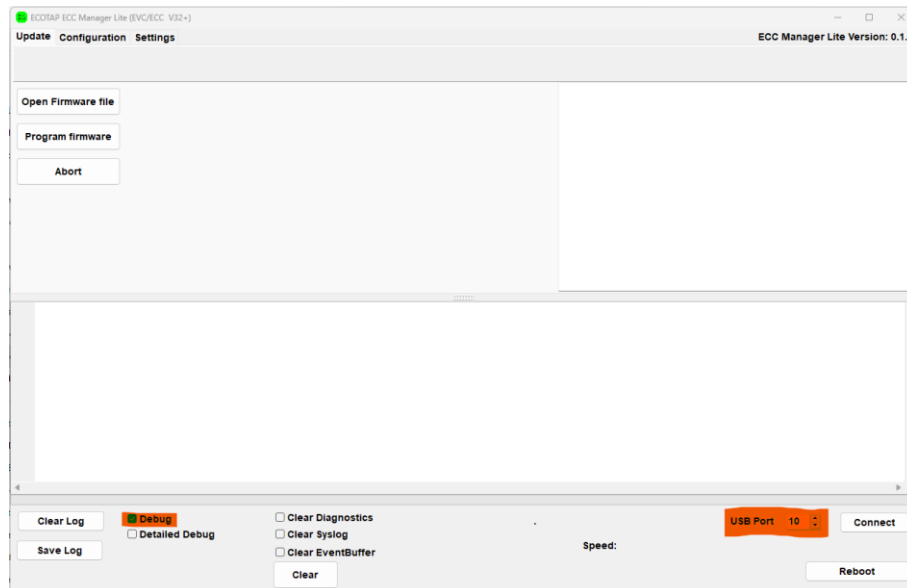 ECOTAP ECC Manager Lite (EVC/ECC V32+)
Update Configuration Settings
ECC Manager Lite Version: 0.1.
Open Firmware file
Program firmware
Abort
Clear Log
Debug
Clear Diagnostics
USB Port 10
Connect
Detailed Debug
Clear Syslog
Save Log
Clear EventBuffer
Speed:
Clear
Reboot